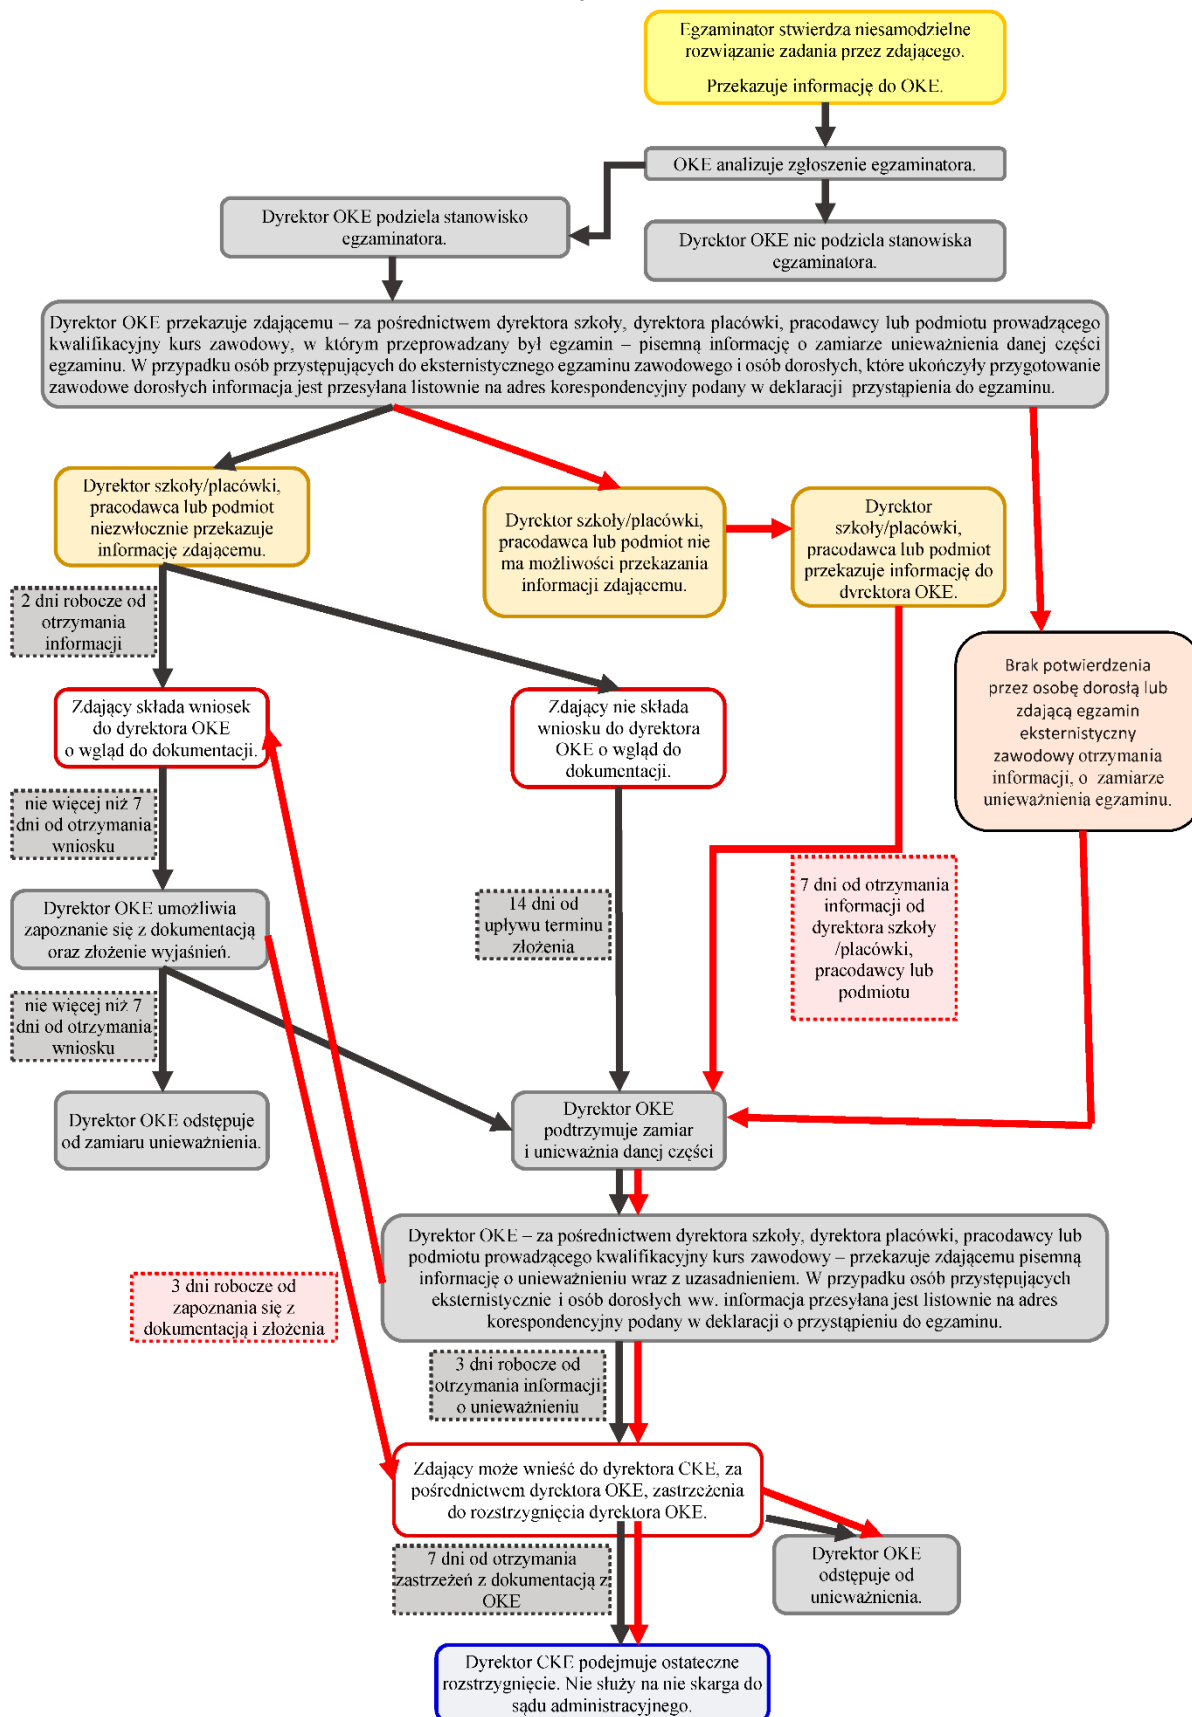 Egzaminator stwierdza niesamodzielne
rozwiązanie zadania przez zdającego.
Przekazuje informację do OKE.
OKE analizuje zgłoszenie egzaminatora.
Dyrektor OKE podziela stanowisko
egzaminatora.
Dyrektor OKE nie podziela stanowiska
egzaminatora.
Dyrektor OKE przekazuje zdającemu – za pośrednictwem dyrektora szkoły, dyrektora placówki, pracodawcy lub podmiotu prowadzącego
kwalifikacyjny kurs zawodowy, w którym przeprowadzany był egzamin – pisemną informację o zamiarze unieważnienia danej części
egzaminu. W przypadku osób przystępujących do eksternistycznego egzaminu zawodowego i osób dorosłych, które ukończyły przygotowanie
zawodowe dorosłych informacja jest przesyłana listownie na adres korespondencyjny podany w deklaracji przystąpienia do egzaminu.
Dyrektor szkoły/placówki,
pracodawca lub podmiot
niezwłocznie przekazuje
informację zdającemu.
Dyrektor szkoły/placówki,
pracodawca lub podmiot nie
ma możliwości przekazania
informacji zdającemu.
Dyrektor
szkoły/placówki,
pracodawca lub podmiot
przekazuje informację do
dyrektora OKE.
2 dni robocze od
otrzymania
informacji
Brak potwierdzenia
przez osobę dorosłą lub
zdającą egzamin
eksternistyczny
zawodowy otrzymania
informacji, o zamiarze
unieważnienia egzaminu.
Zdający składa wniosek
do dyrektora OKE
o wgląd do dokumentacji.
Zdający nie składa
wniosku do dyrektora
OKE o wgląd do
dokumentacji.
nie więcej niż 7
dni od otrzymania
wniosku
Dyrektor OKE umożliwia
zapoznanie się z dokumentacją
oraz złożenie wyjaśnień.
14 dni od
upływu terminu
złożenia
7 dni od otrzymania
informacji od
dyrektora szkoły
/placówki,
pracodawcy lub
podmiotu
nie więcej niż 7
dni od otrzymania
wniosku
Dyrektor OKE odstępuje
od zamiaru unieważnienia.
Dyrektor OKE
podtrzymuje zamiar
i unieważnia danej części
Dyrektor OKE – za pośrednictwem dyrektora szkoły, dyrektora placówki, pracodawcy lub
podmiotu prowadzącego kwalifikacyjny kurs zawodowy – przekazuje zdającemu pisemną
informację o unieważnieniu wraz z uzasadnieniem. W przypadku osób przystępujących
eksternistycznie i osób dorosłych ww. informacja przesyłana jest listownie na adres
korespondencyjny podany w deklaracji o przystąpieniu do egzaminu.
3 dni robocze od
zapoznania się z
dokumentacją i złożenia
3 dni robocze od
otrzymania informacji
o unieważnieniu
Zdający może wnieść do dyrektora CKE, za
pośrednictwem dyrektora OKE, zastrzeżenia
do rozstrzygnięcia dyrektora OKE.
7 dni od otrzymania
zastrzeżeń z dokumentacją z
OKE
Dyrektor OKE
odstępuje od
unieważnienia.
Dyrektor CKE podejmuje ostateczne
rozstrzygnięcie. Nie służy na nie skarga do
sądu administracyjnego.